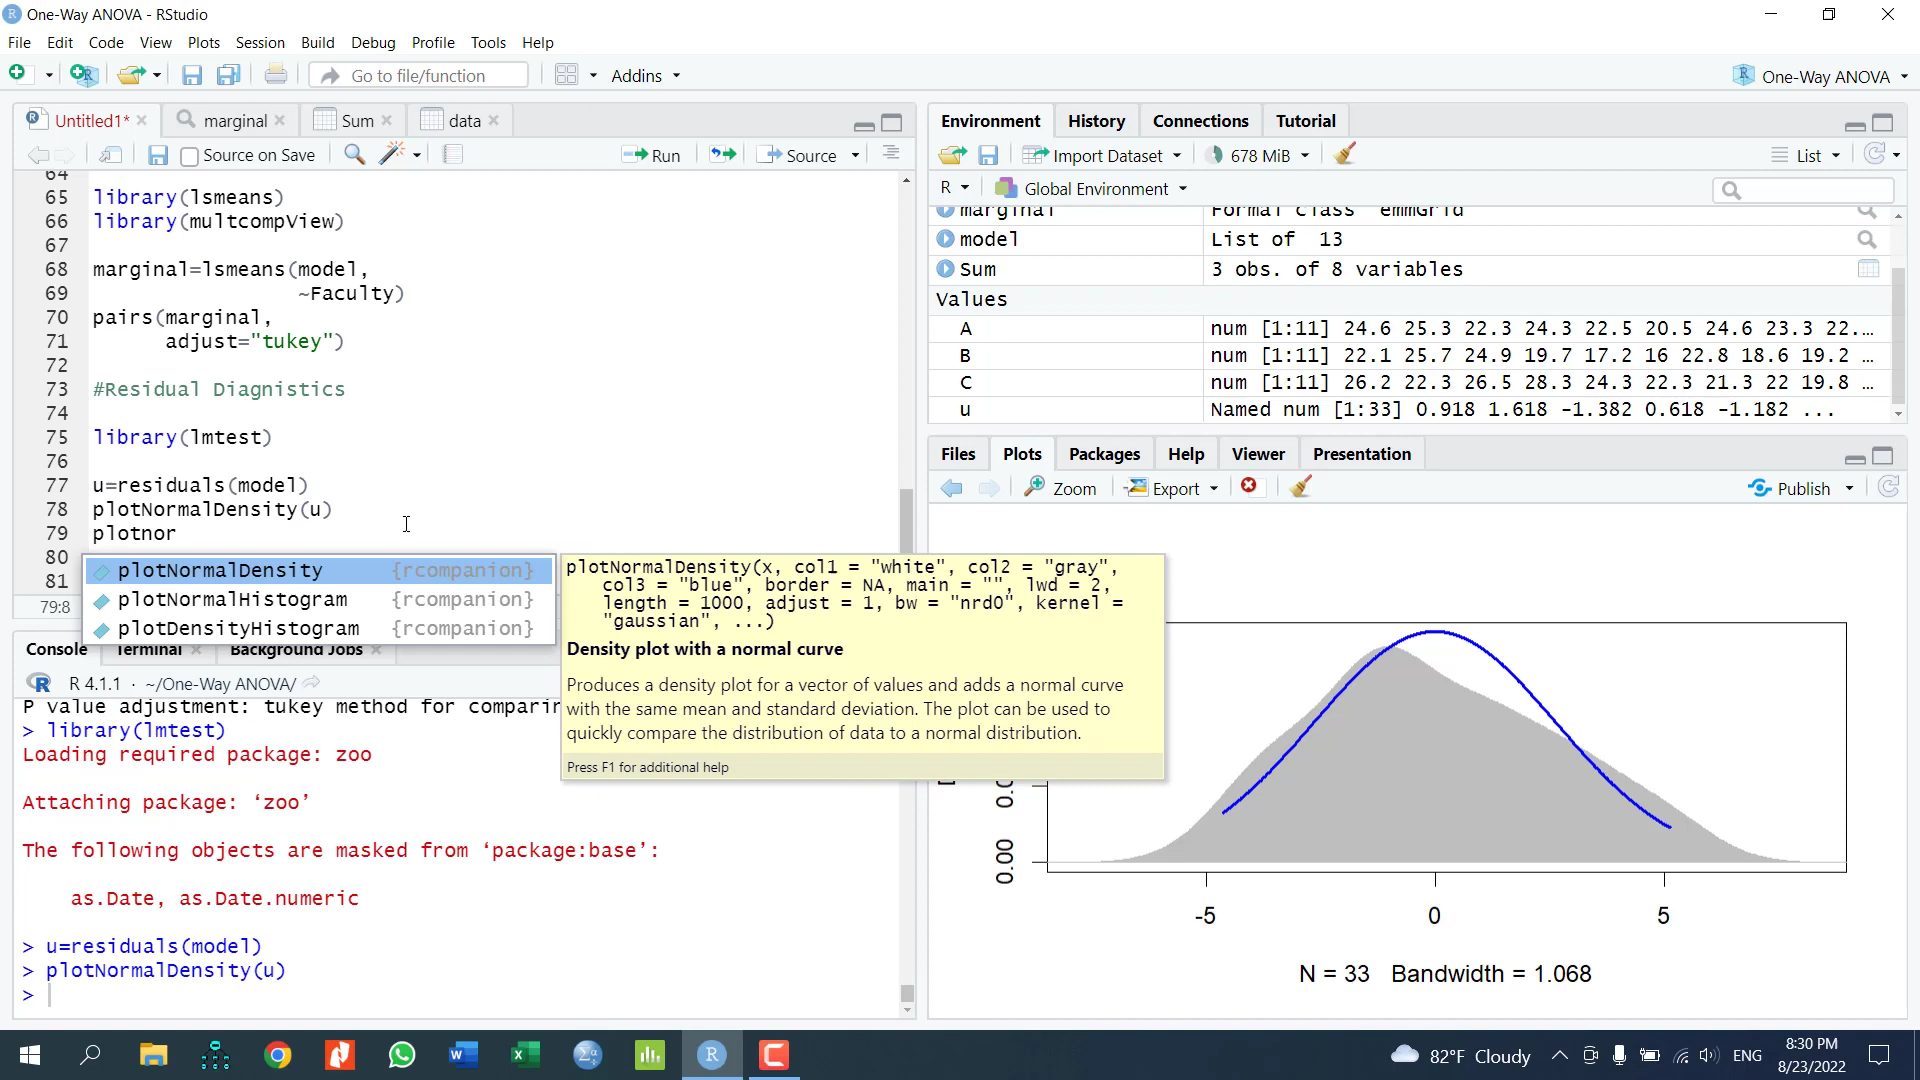 One-Way ANOVA - RStudio
File Edit Code View Plots Session Build Debug Profile Tools Help
Go to file/function Addins One-Way ANOVA
Untitled1* marginal Sum data
Source on Save Run Source
64
65 library(lsmeans)
66 library(multcompView)
67
68 marginal=lsmeans(model,
69 ~Faculty)
70 pairs(marginal,
71 adjust="tukey")
72
73 #Residual Diagnistics
74
75 library(lmtest)
76
77 u=residuals(model)
78 plotNormalDensity(u)
79 plotnor
80
81
79:8
plotNormalDensity {rcompanion}
plotNormalHistogram {rcompanion}
plotDensityHistogram {rcompanion}
plotNormalDensity(x, col1 = "white", col2 = "gray",
col3 = "blue", border = NA, main = "", lwd = 2,
length = 1000, adjust = 1, bw = "nrd0", kernel =
"gaussian", ...)
Density plot with a normal curve
Produces a density plot for a vector of values and adds a normal curve
with the same mean and standard deviation. The plot can be used to
quickly compare the distribution of data to a normal distribution.
Press F1 for additional help
Console Terminal Background Jobs
R 4.1.1 · ~/One-Way ANOVA/
P value adjustment: tukey method for
> library(lmtest)
Loading required package: zoo
Attaching package: ‘zoo’
The following objects are masked from ‘package:base’:
as.Date, as.Date.numeric
> u=residuals(model)
> plotNormalDensity(u)
>
Environment History Connections Tutorial
Import Dataset 678 MiB List
R Global Environment
marginal Formal class emmGrid
model List of 13
Sum 3 obs. of 8 variables
Values
A num [1:11] 24.6 25.3 22.3 24.3 22.5 20.5 24.6 23.3 22....
B num [1:11] 22.1 25.7 24.9 19.7 17.2 16 22.8 18.6 19.2 ...
C num [1:11] 26.2 22.3 26.5 28.3 24.3 22.3 21.3 22 19.8 ...
u Named num [1:33] 0.918 1.618 -1.382 0.618 -1.182 ...
Files Plots Packages Help Viewer Presentation
Zoom Export Publish
0.00
-5 0 5
N = 33 Bandwidth = 1.068
82°F Cloudy ENG
8:30 PM
8/23/2022